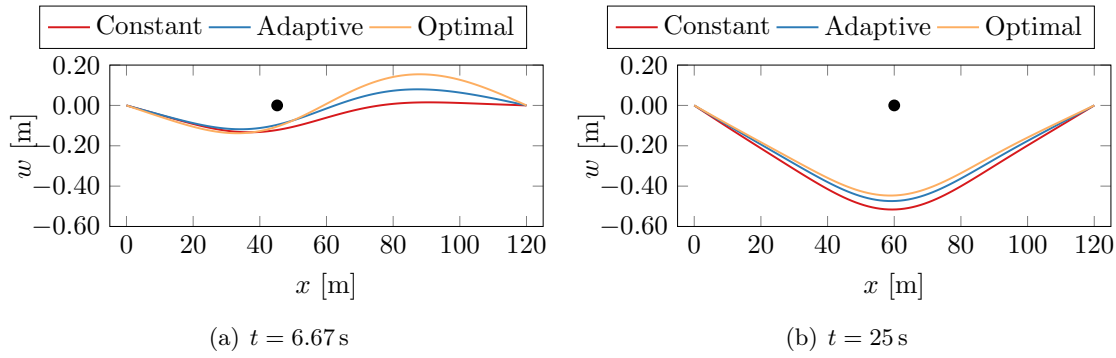 Constant Adaptive Optimal
0.20
0.00
−0.20
−0.40
−0.60
w [m]
0 20 40 60 80 100 120
x [m]
(a) t = 6.67 s
Constant Adaptive Optimal
0.20
0.00
−0.20
−0.40
−0.60
w [m]
0 20 40 60 80 100 120
x [m]
(b) t = 25 s